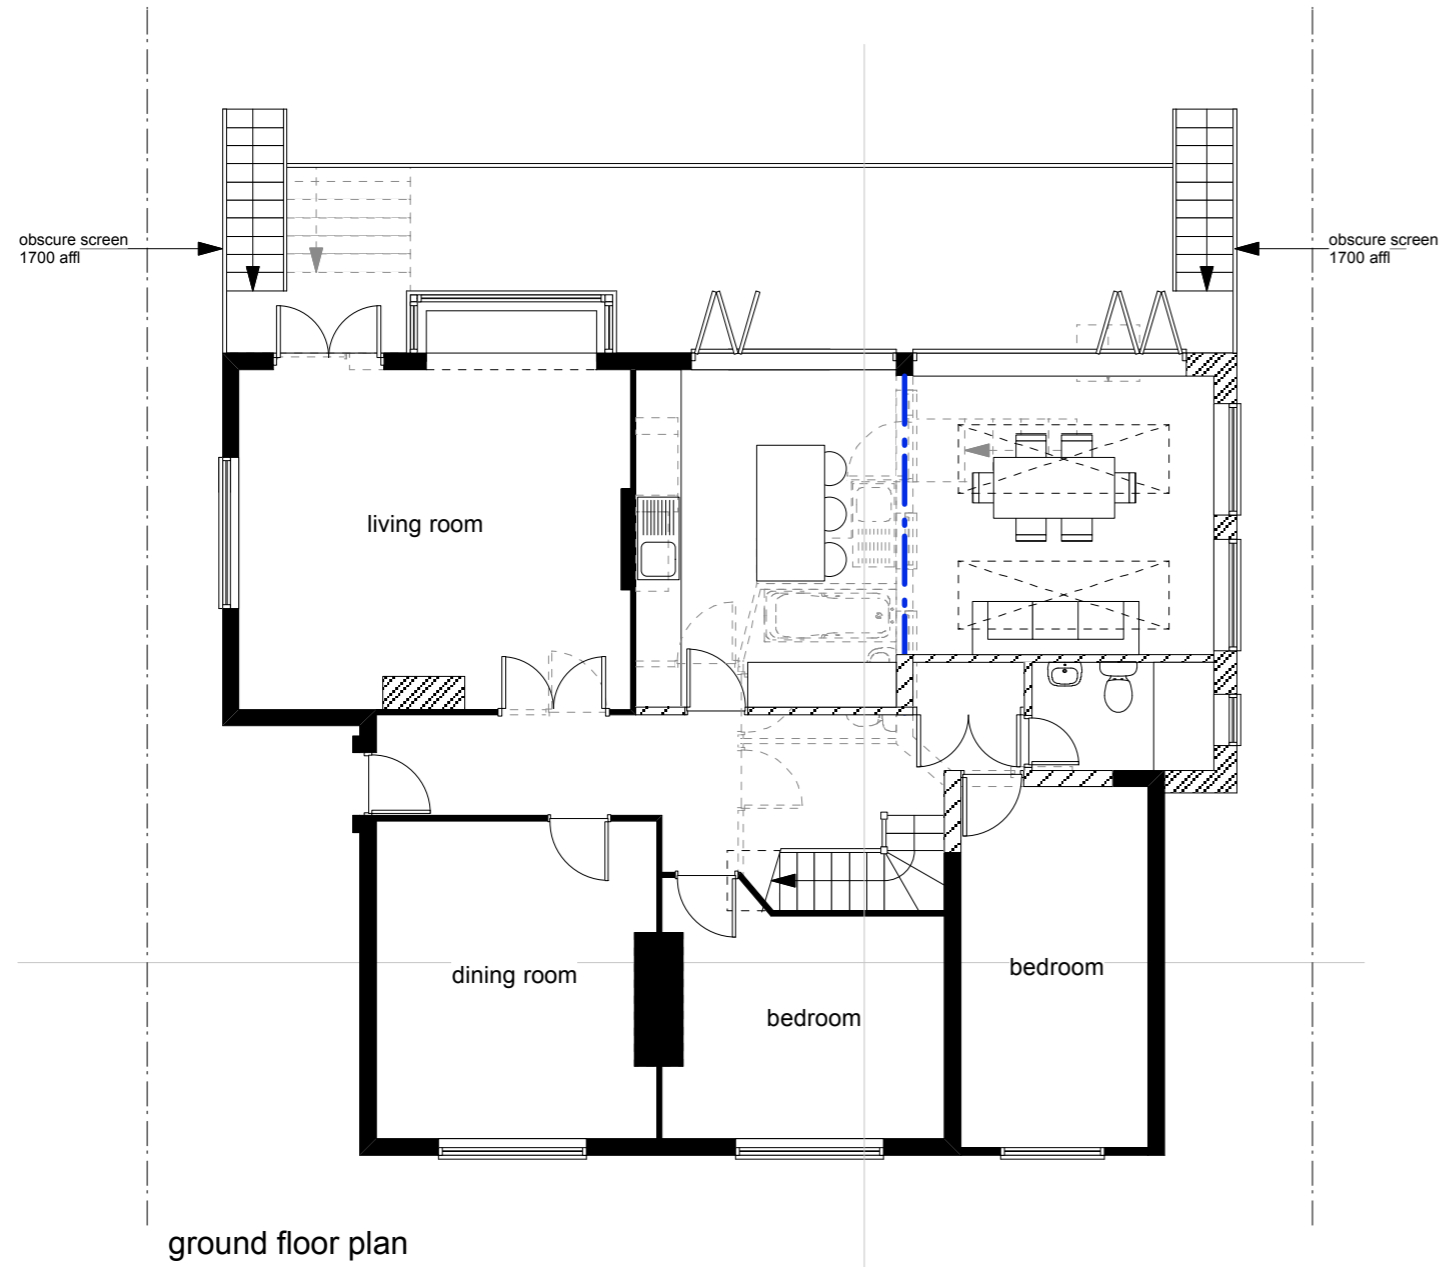 obscure screen
1700 affl
obscure screen
1700 affl
living room
dining room
bedroom
bedroom
ground floor plan